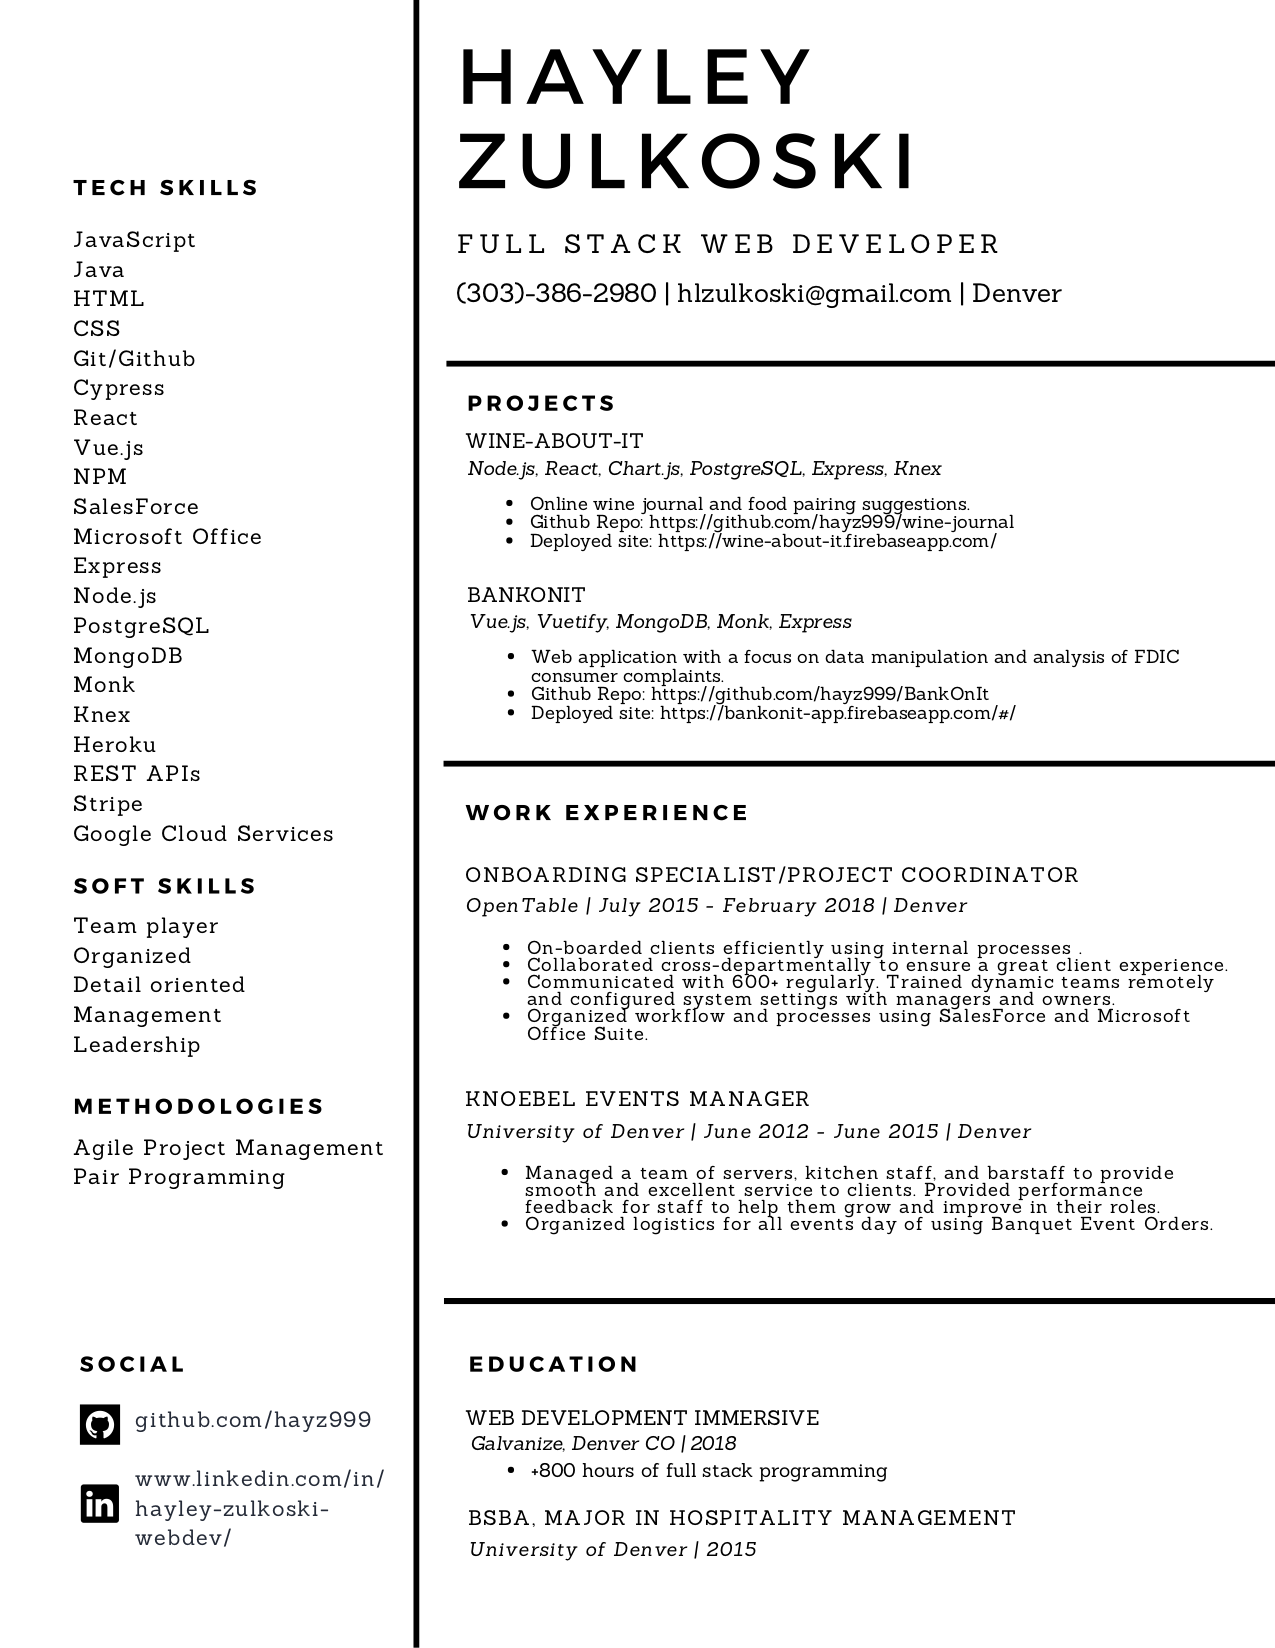 HAYLEY
ZULKOSKI
FULL STACK WEB DEVELOPER
(303)-386-2980 | hlzulkoski@gmail.com | Denver
TECH SKILLS
JavaScript
Java
HTML
CSS
Git/Github
Cypress
React
Vue.js
NPM
SalesForce
Microsoft Office
Express
Node.js
PostgreSQL
MongoDB
Monk
Knex
Heroku
REST APIs
Stripe
Google Cloud Services
SOFT SKILLS
Team player
Organized
Detail oriented
Management
Leadership
METHODOLOGIES
Agile Project Management
Pair Programming
SOCIAL
github.com/hayz999
www.linkedin.com/in/
hayley-zulkoski-
webdev/
PROJECTS
WINE-ABOUT-IT
Node.js, React, Chart.js, PostgreSQL, Express, Knex
• Online wine journal and food pairing suggestions.
• Github Repo: https://github.com/hayz999/wine-journal
• Deployed site: https://wine-about-it.firebaseapp.com/
BANKONIT
Vue.js, Vuetify, MongoDB, Monk, Express
• Web application with a focus on data manipulation and analysis of FDIC
consumer complaints.
• Github Repo: https://github.com/hayz999/BankOnIt
• Deployed site: https://bankonit-app.firebaseapp.com/#/
WORK EXPERIENCE
ONBOARDING SPECIALIST/PROJECT COORDINATOR
OpenTable | July 2015 - February 2018 | Denver
• On-boarded clients efficiently using internal processes .
• Collaborated cross-departmentally to ensure a great client experience.
• Communicated with 600+ regularly. Trained dynamic teams remotely
and configured system settings with managers and owners.
• Organized workflow and processes using SalesForce and Microsoft
Office Suite.
KNOEBEL EVENTS MANAGER
University of Denver | June 2012 - June 2015 | Denver
• Managed a team of servers, kitchen staff, and barstaff to provide
smooth and excellent service to clients. Provided performance
feedback for staff to help them grow and improve in their roles.
• Organized logistics for all events day of using Banquet Event Orders.
EDUCATION
WEB DEVELOPMENT IMMERSIVE
Galvanize, Denver CO | 2018
• +800 hours of full stack programming
BSBA, MAJOR IN HOSPITALITY MANAGEMENT
University of Denver | 2015